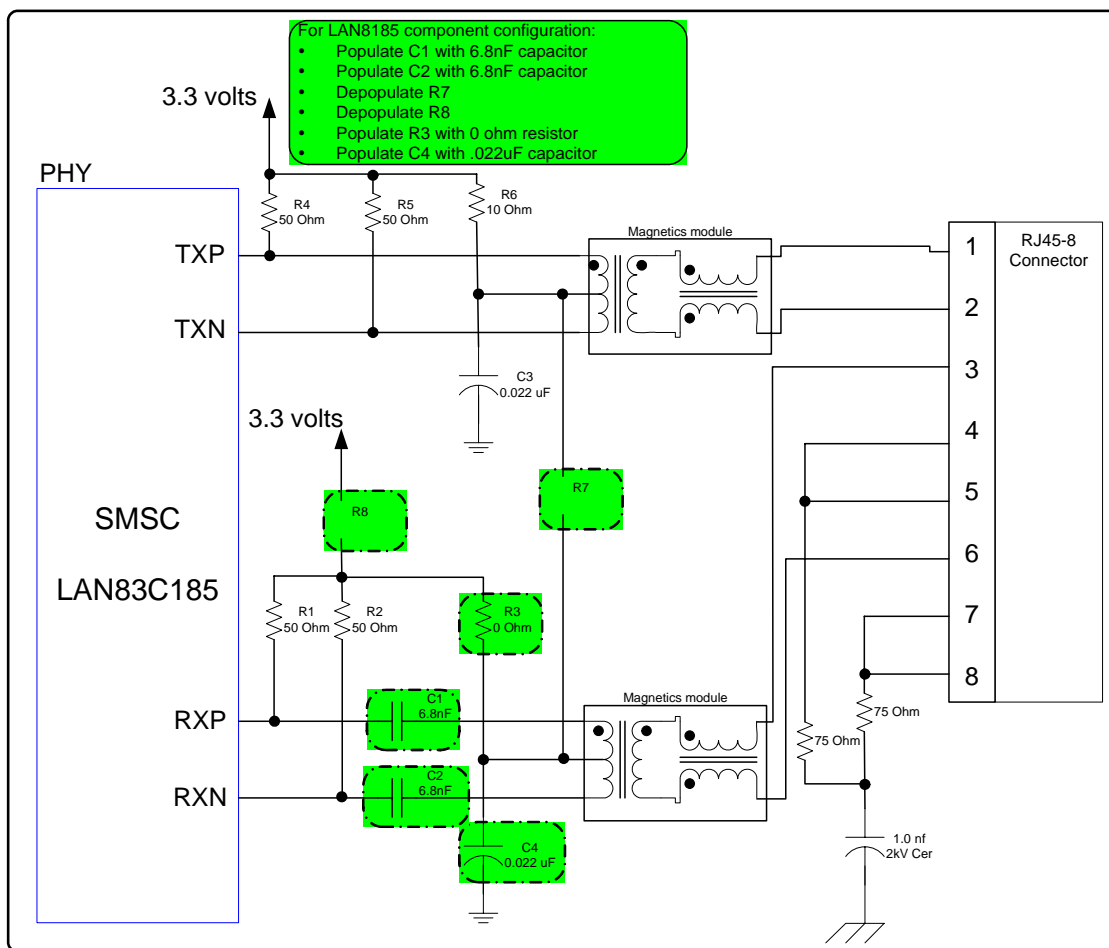 For LAN8185 component configuration:
• Populate C1 with 6.8nF capacitor
• Populate C2 with 6.8nF capacitor
• Depopulate R7
• Depopulate R8
• Populate R3 with 0 ohm resistor
• Populate C4 with .022uF capacitor
3.3 volts
PHY
R4
50 Ohm
R5
50 Ohm
R6
10 Ohm
Magnetics module
RJ45-8
Connector
TXP
TXN
1
2
3
4
5
6
7
8
C3
0.022 uF
3.3 volts
R7
R8
SMSC
LAN83C185
R1
50 Ohm
R2
50 Ohm
R3
0 Ohm
RXP
C1
6.8nF
Magnetics module
RXN
C2
6.8nF
75 Ohm
75 Ohm
C4
0.022 uF
1.0 nf
2kV Cer